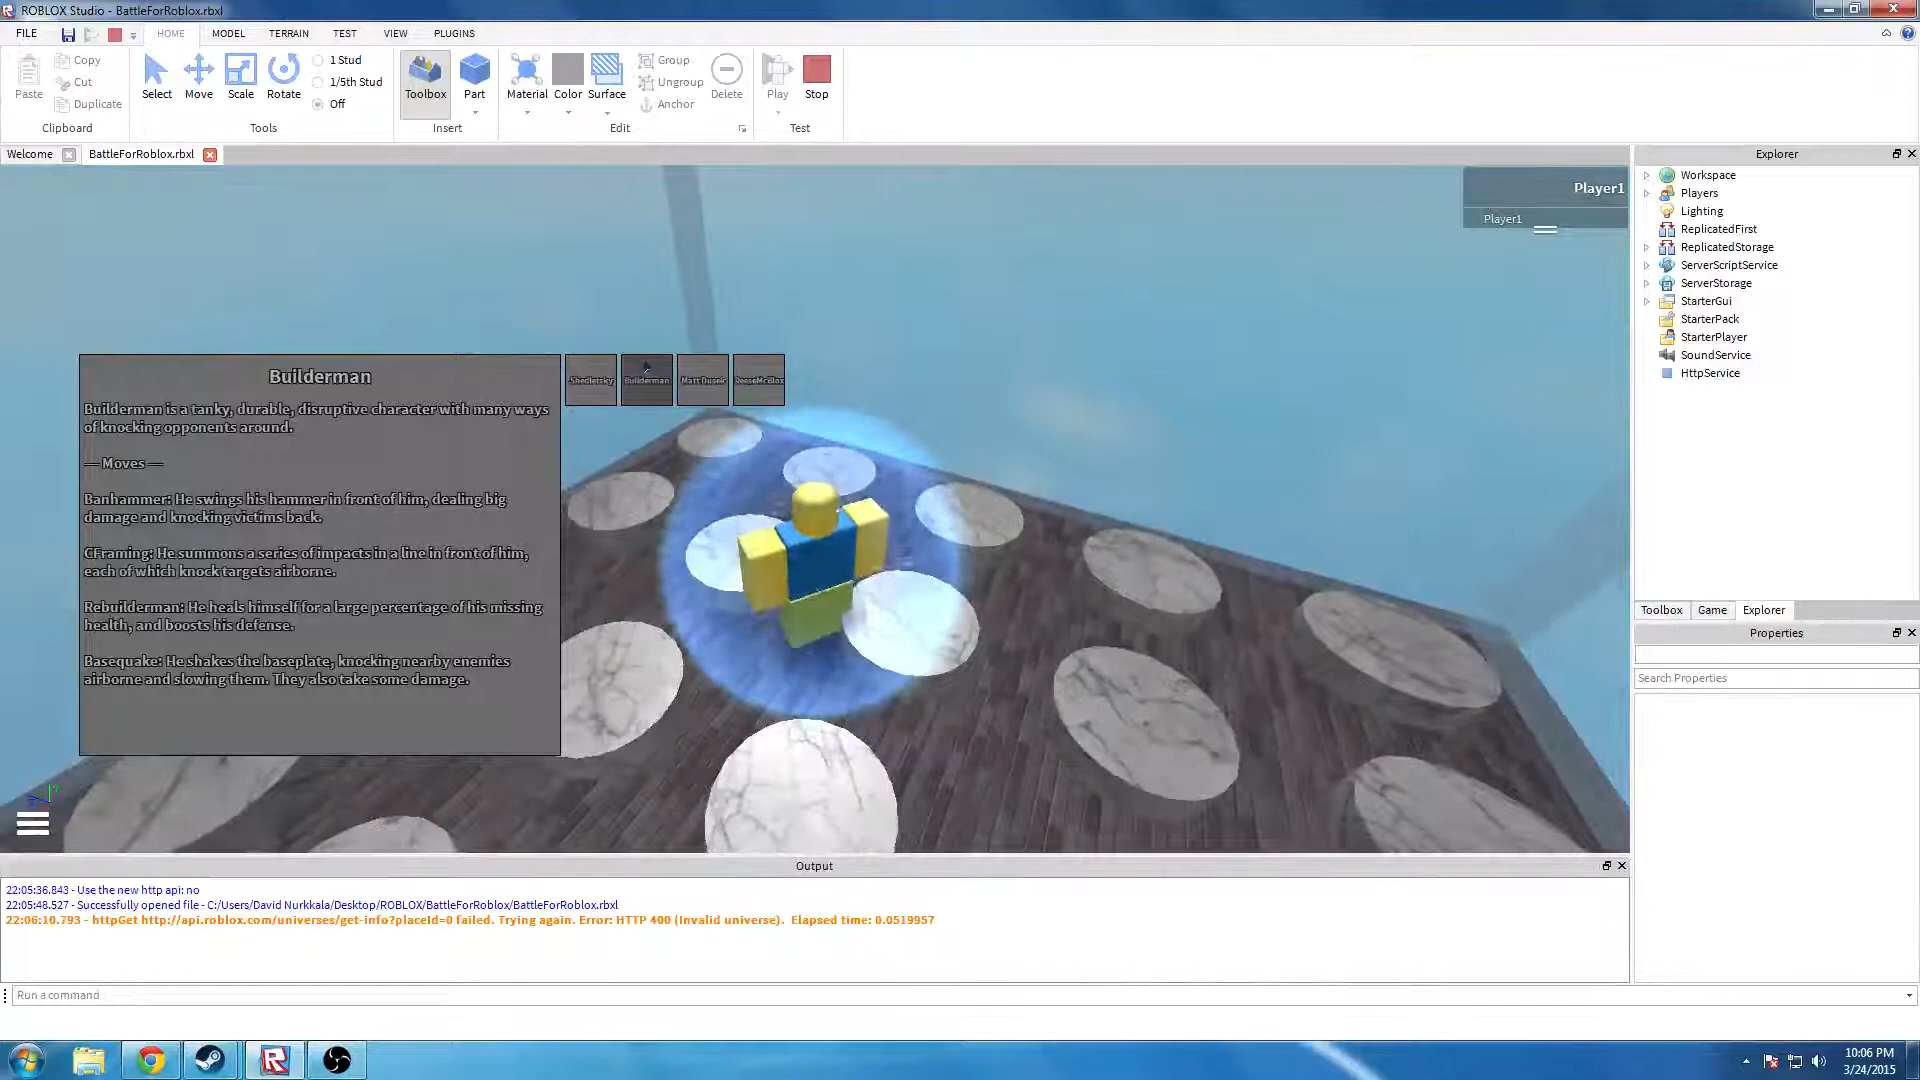 ROBLOX Studio - BattleForRoblox.rbxl
FILE HOME MODEL TERRAIN TEST VIEW PLUGINS
Paste
Copy
Cut
Duplicate
Clipboard
Select
Move
Scale
Rotate
1 Stud
1/5th Stud
Off
Tools
Toolbox
Part
Insert
Material
Color
Surface
Group
Ungroup
Anchor
Delete
Edit
Play
Stop
Test
Welcome
BattleForRoblox.rbxl
Player1
Player1
Builderman
Builderman is a tanky, durable, disruptive character with many ways
of knocking opponents around.
— Moves —
Banhammer: He swings his hammer in front of him, dealing big
damage and knocking victims back.
CFraming: He summons a series of impacts in a line in front of him,
each of which knock targets airborne.
Rebuilderman: He heals himself for a large percentage of his missing
health, and boosts his defense.
Basequake: He shakes the baseplate, knocking nearby enemies
airborne and slowing them. They also take some damage.
Shedletsky
Builderman
Matt Dusek
ReeseMcBlox
Explorer
Workspace
Players
Lighting
ReplicatedFirst
ReplicatedStorage
ServerScriptService
ServerStorage
StarterGui
StarterPack
StarterPlayer
SoundService
HttpService
Toolbox Game Explorer
Properties
Search Properties
Output
22:05:36.843 - Use the new http api: no
22:05:48.527 - Successfully opened file - C:/Users/David Nurkkala/Desktop/ROBLOX/BattleForRoblox/BattleForRoblox.rbxl
22:06:10.793 - httpGet http://api.roblox.com/universes/get-info?placeId=0 failed. Trying again. Error: HTTP 400 (Invalid universe).  Elapsed time: 0.0519957
Run a command
10:06 PM
3/24/2015